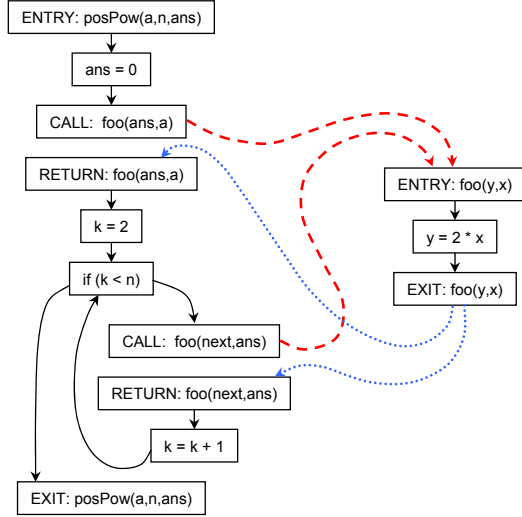 ENTRY: posPow(a,n,ans)
ans = 0
CALL: foo(ans,a)
RETURN: foo(ans,a)
k = 2
if (k < n)
CALL: foo(next,ans)
RETURN: foo(next,ans)
k = k + 1
EXIT: posPow(a,n,ans)
ENTRY: foo(y,x)
y = 2 * x
EXIT: foo(y,x)